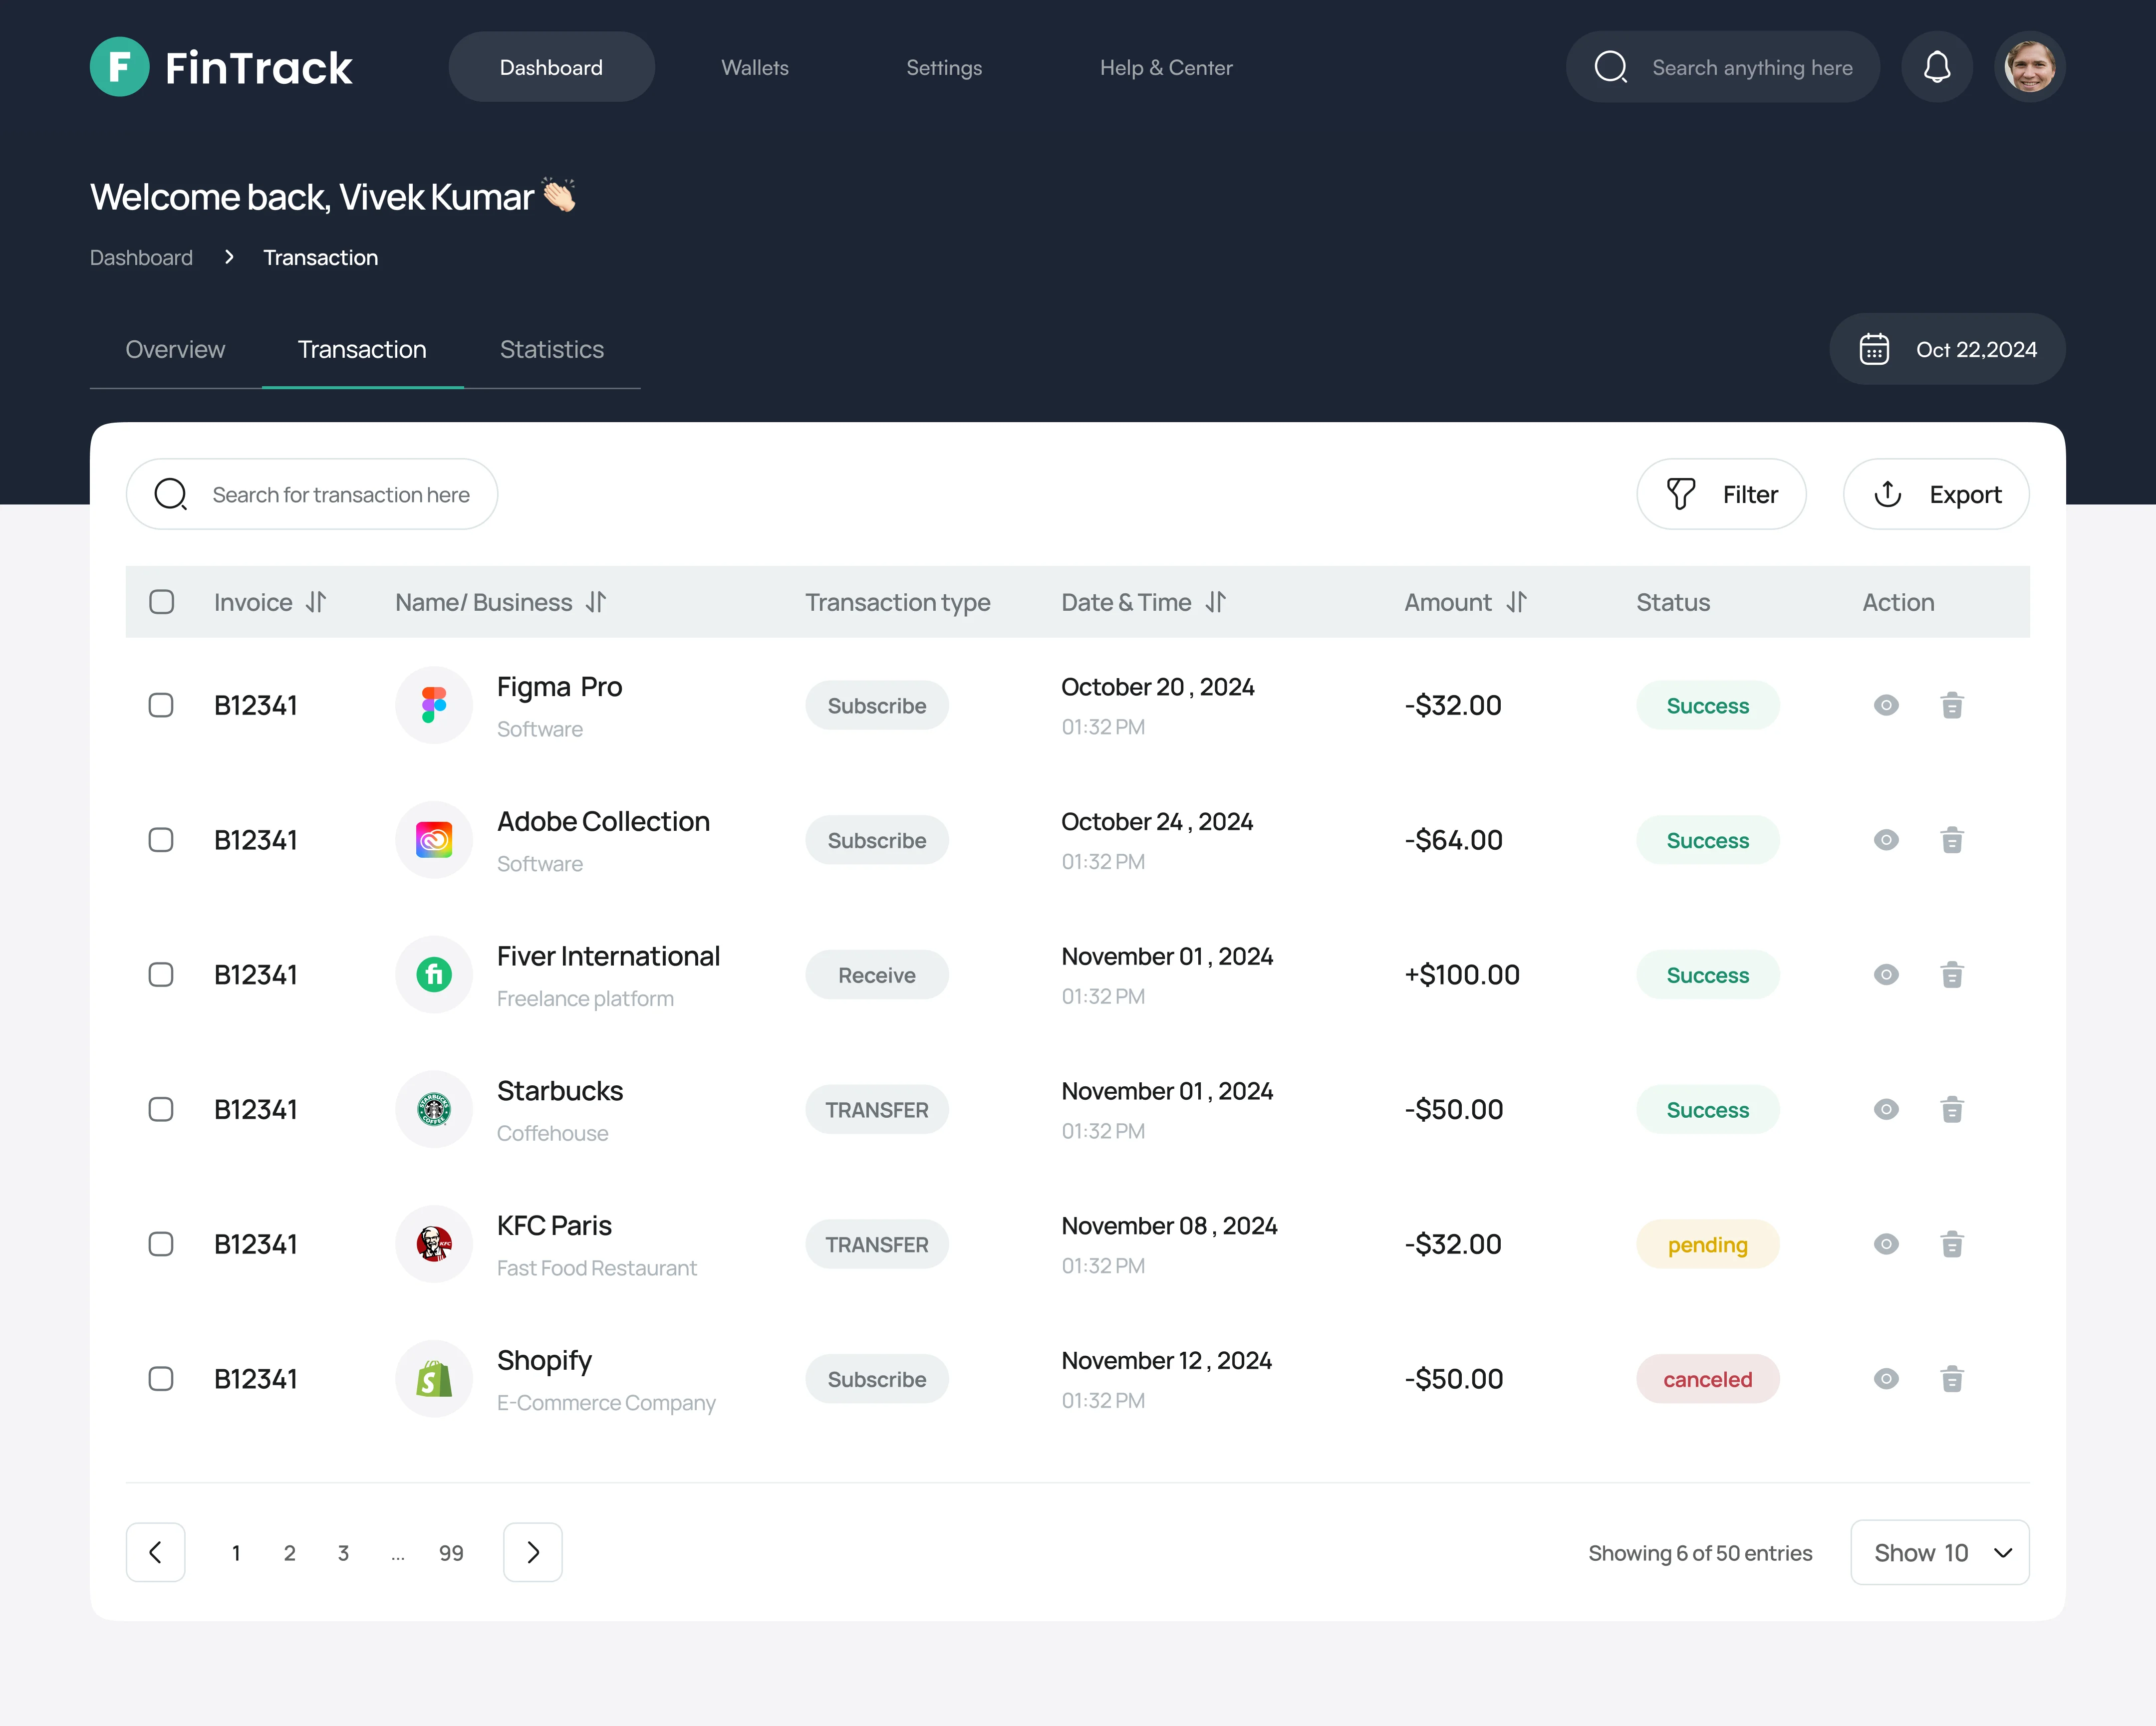 F FinTrack
Dashboard
Wallets
Settings
Help & Center
Search anything here
Welcome back, Vivek Kumar 👏🏻
Dashboard > Transaction
Overview
Transaction
Statistics
Oct 22,2024
Search for transaction here
Filter
Export
Invoice
Name/ Business
Transaction type
Date & Time
Amount
Status
Action
B12341
Figma Pro
Software
Subscribe
October 20 , 2024
01:32 PM
-$32.00
Success
B12341
Adobe Collection
Software
Subscribe
October 24 , 2024
01:32 PM
-$64.00
Success
B12341
fi
Fiver International
Freelance platform
Receive
November 01 , 2024
01:32 PM
+$100.00
Success
B12341
STARBUCKS
COFFEE
Starbucks
Coffehouse
TRANSFER
November 01 , 2024
01:32 PM
-$50.00
Success
B12341
KFC
KFC Paris
Fast Food Restaurant
TRANSFER
November 08 , 2024
01:32 PM
-$32.00
pending
B12341
S
Shopify
E-Commerce Company
Subscribe
November 12 , 2024
01:32 PM
-$50.00
canceled
1 2 3 ... 99
Showing 6 of 50 entries
Show 10